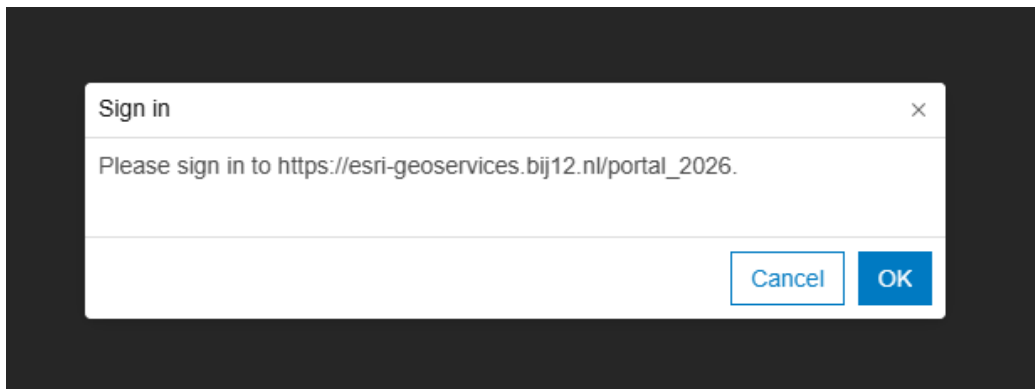 Sign in
Please sign in to https://esri-geoservices.bij12.nl/portal_2026.
Cancel
OK